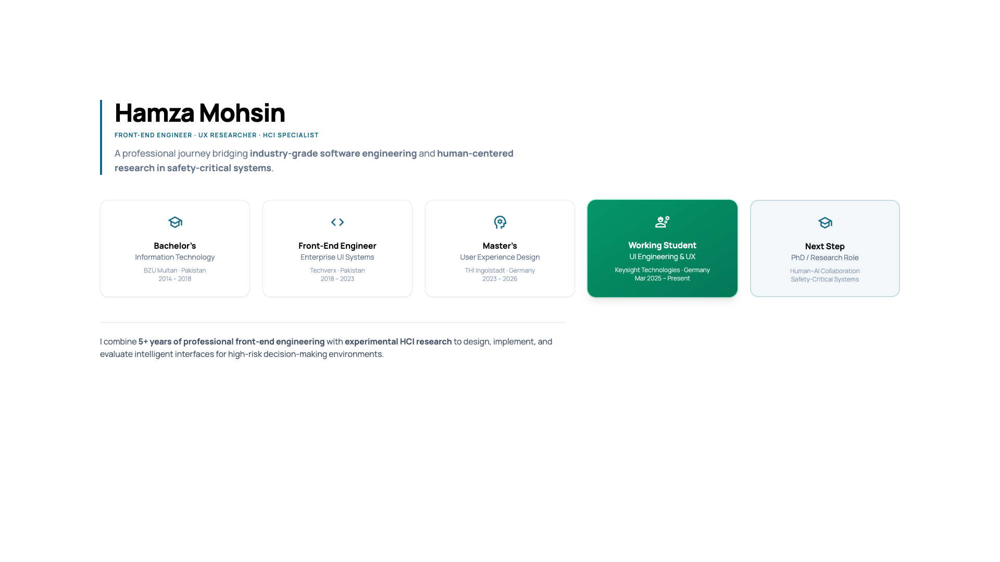 Hamza Mohsin
FRONT-END ENGINEER · UX RESEARCHER · HCI SPECIALIST
A professional journey bridging industry-grade software engineering and human-centered
research in safety-critical systems.
Bachelor's
Information Technology
BZU Multan · Pakistan
2014 – 2018
Front-End Engineer
Enterprise UI Systems
Techverx · Pakistan
2018 – 2023
Master's
User Experience Design
THI Ingolstadt · Germany
2023 – 2026
Working Student
UI Engineering & UX
Keysight Technologies · Germany
Mar 2025 – Present
Next Step
PhD / Research Role
Human–AI Collaboration
Safety-Critical Systems
I combine 5+ years of professional front-end engineering with experimental HCI research to design, implement, and
evaluate intelligent interfaces for high-risk decision-making environments.